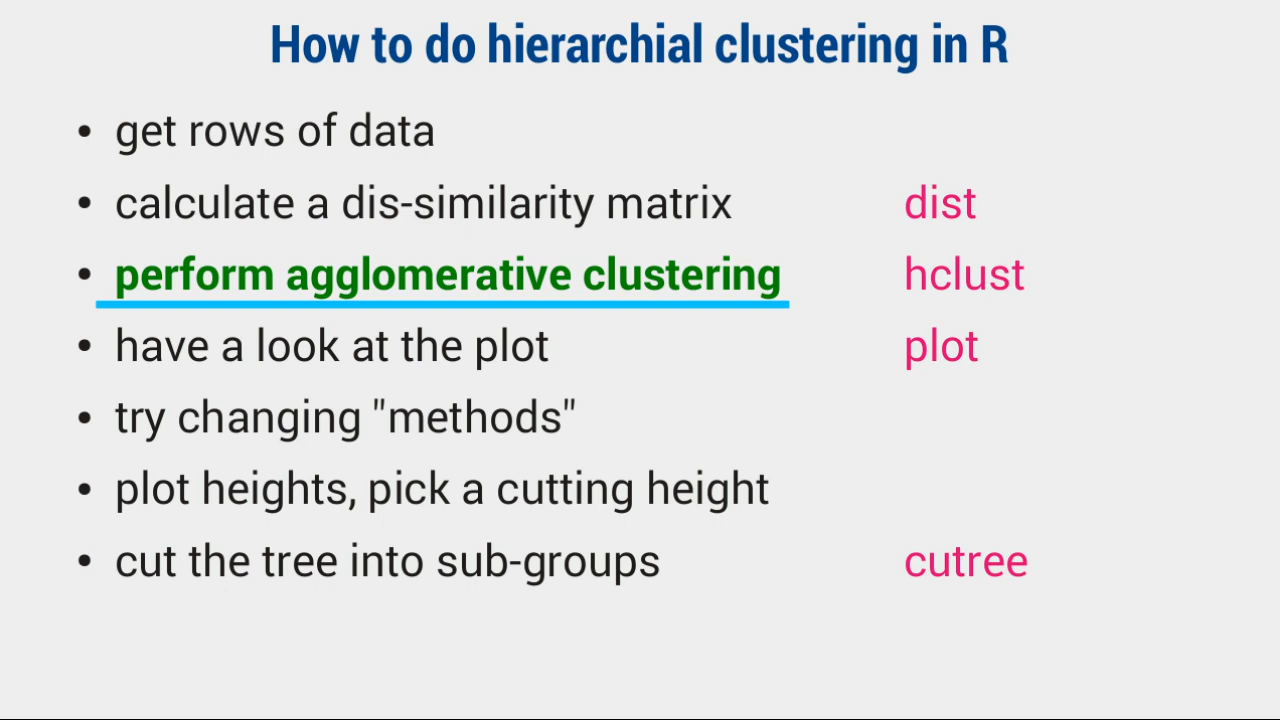 How to do hierarchial clustering in R
• get rows of data
• calculate a dis-similarity matrix dist
• perform agglomerative clustering hclust
• have a look at the plot plot
• try changing "methods"
• plot heights, pick a cutting height
• cut the tree into sub-groups cutree